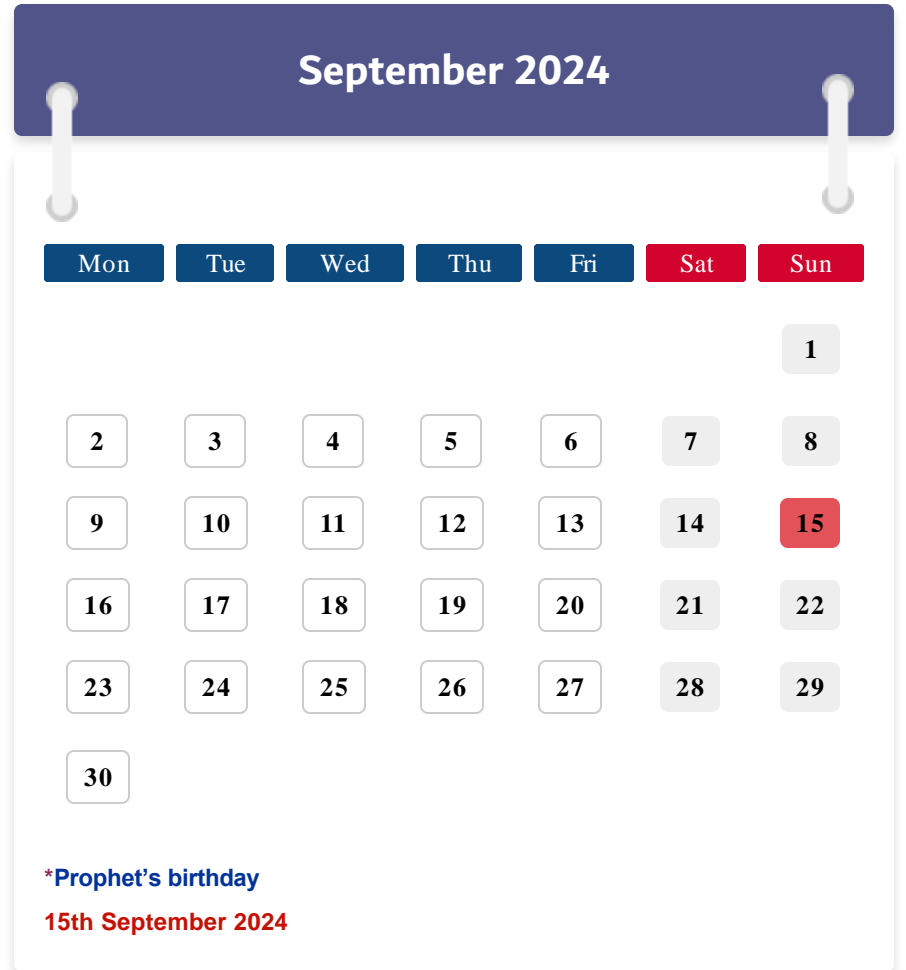 September 2024
Mon Tue Wed Thu Fri Sat Sun
1
2 3 4 5 6 7 8
9 10 11 12 13 14 15
16 17 18 19 20 21 22
23 24 25 26 27 28 29
30
*Prophet’s birthday
15th September 2024